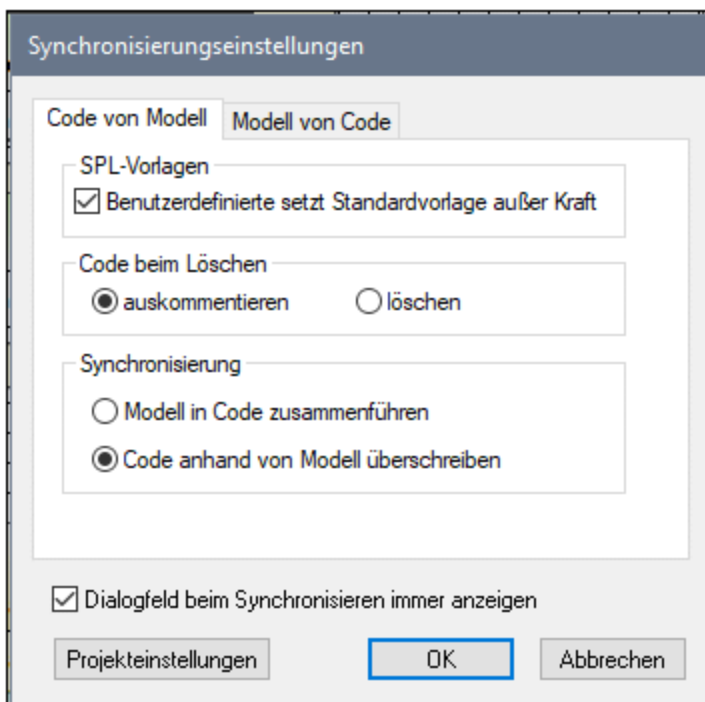 Synchronisierungseinstellungen
Code von Modell
Modell von Code
SPL-Vorlagen
Benutzerdefinierte setzt Standardvorlage außer Kraft
Code beim Löschen
auskommentieren
löschen
Synchronisierung
Modell in Code zusammenführen
Code anhand von Modell überschreiben
Dialogfeld beim Synchronisieren immer anzeigen
Projekteinstellungen
OK
Abbrechen